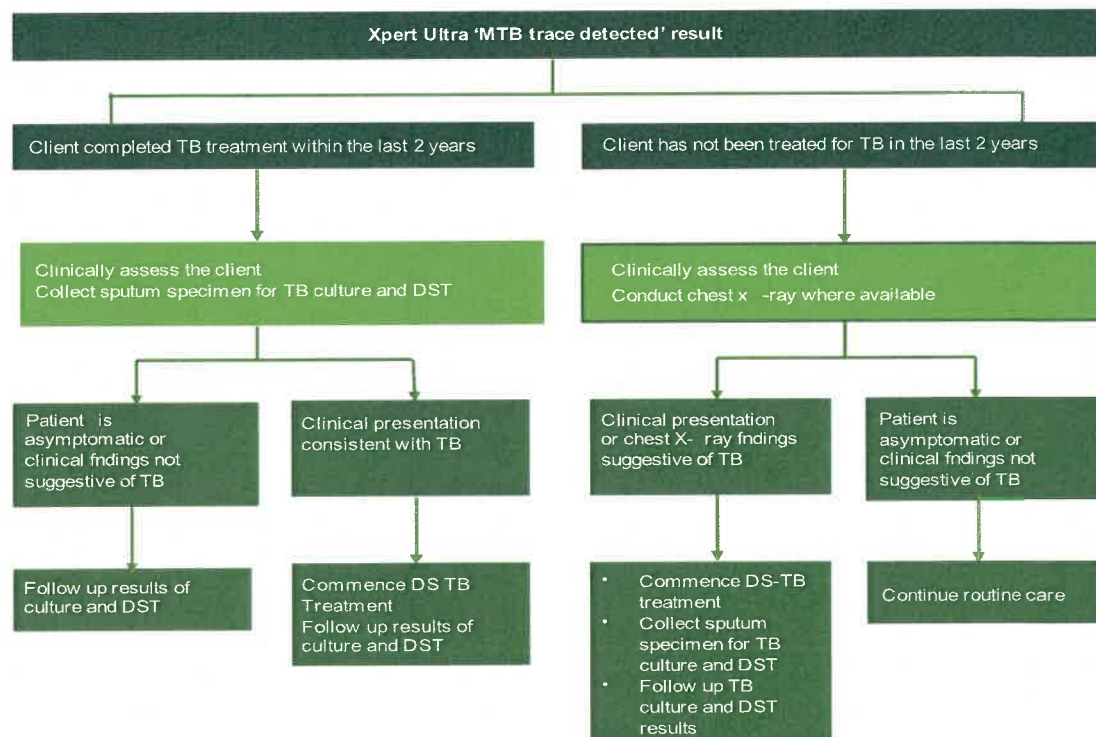 Xpert Ultra ‘MTB trace detected’ result
Client completed TB treatment within the last 2 years
Client has not been treated for TB in the last 2 years
Clinically assess the client
Collect sputum specimen for TB culture and DST
Clinically assess the client
Conduct chest x -ray where available
Patient is
asymptomatic or
clinical fndings not
suggestive of TB
Clinical presentation
consistent with TB
Clinical presentation
or chest X- ray fndings
suggestive of TB
Patient is
asymptomatic or
clinical fndings not
suggestive of TB
Follow up results of
culture and DST
Commence DS TB
Treatment
Follow up results of
culture and DST
• Commence DS-TB
treatment
• Collect sputum
specimen for TB
culture and DST
• Follow up TB
culture and DST
results
Continue routine care